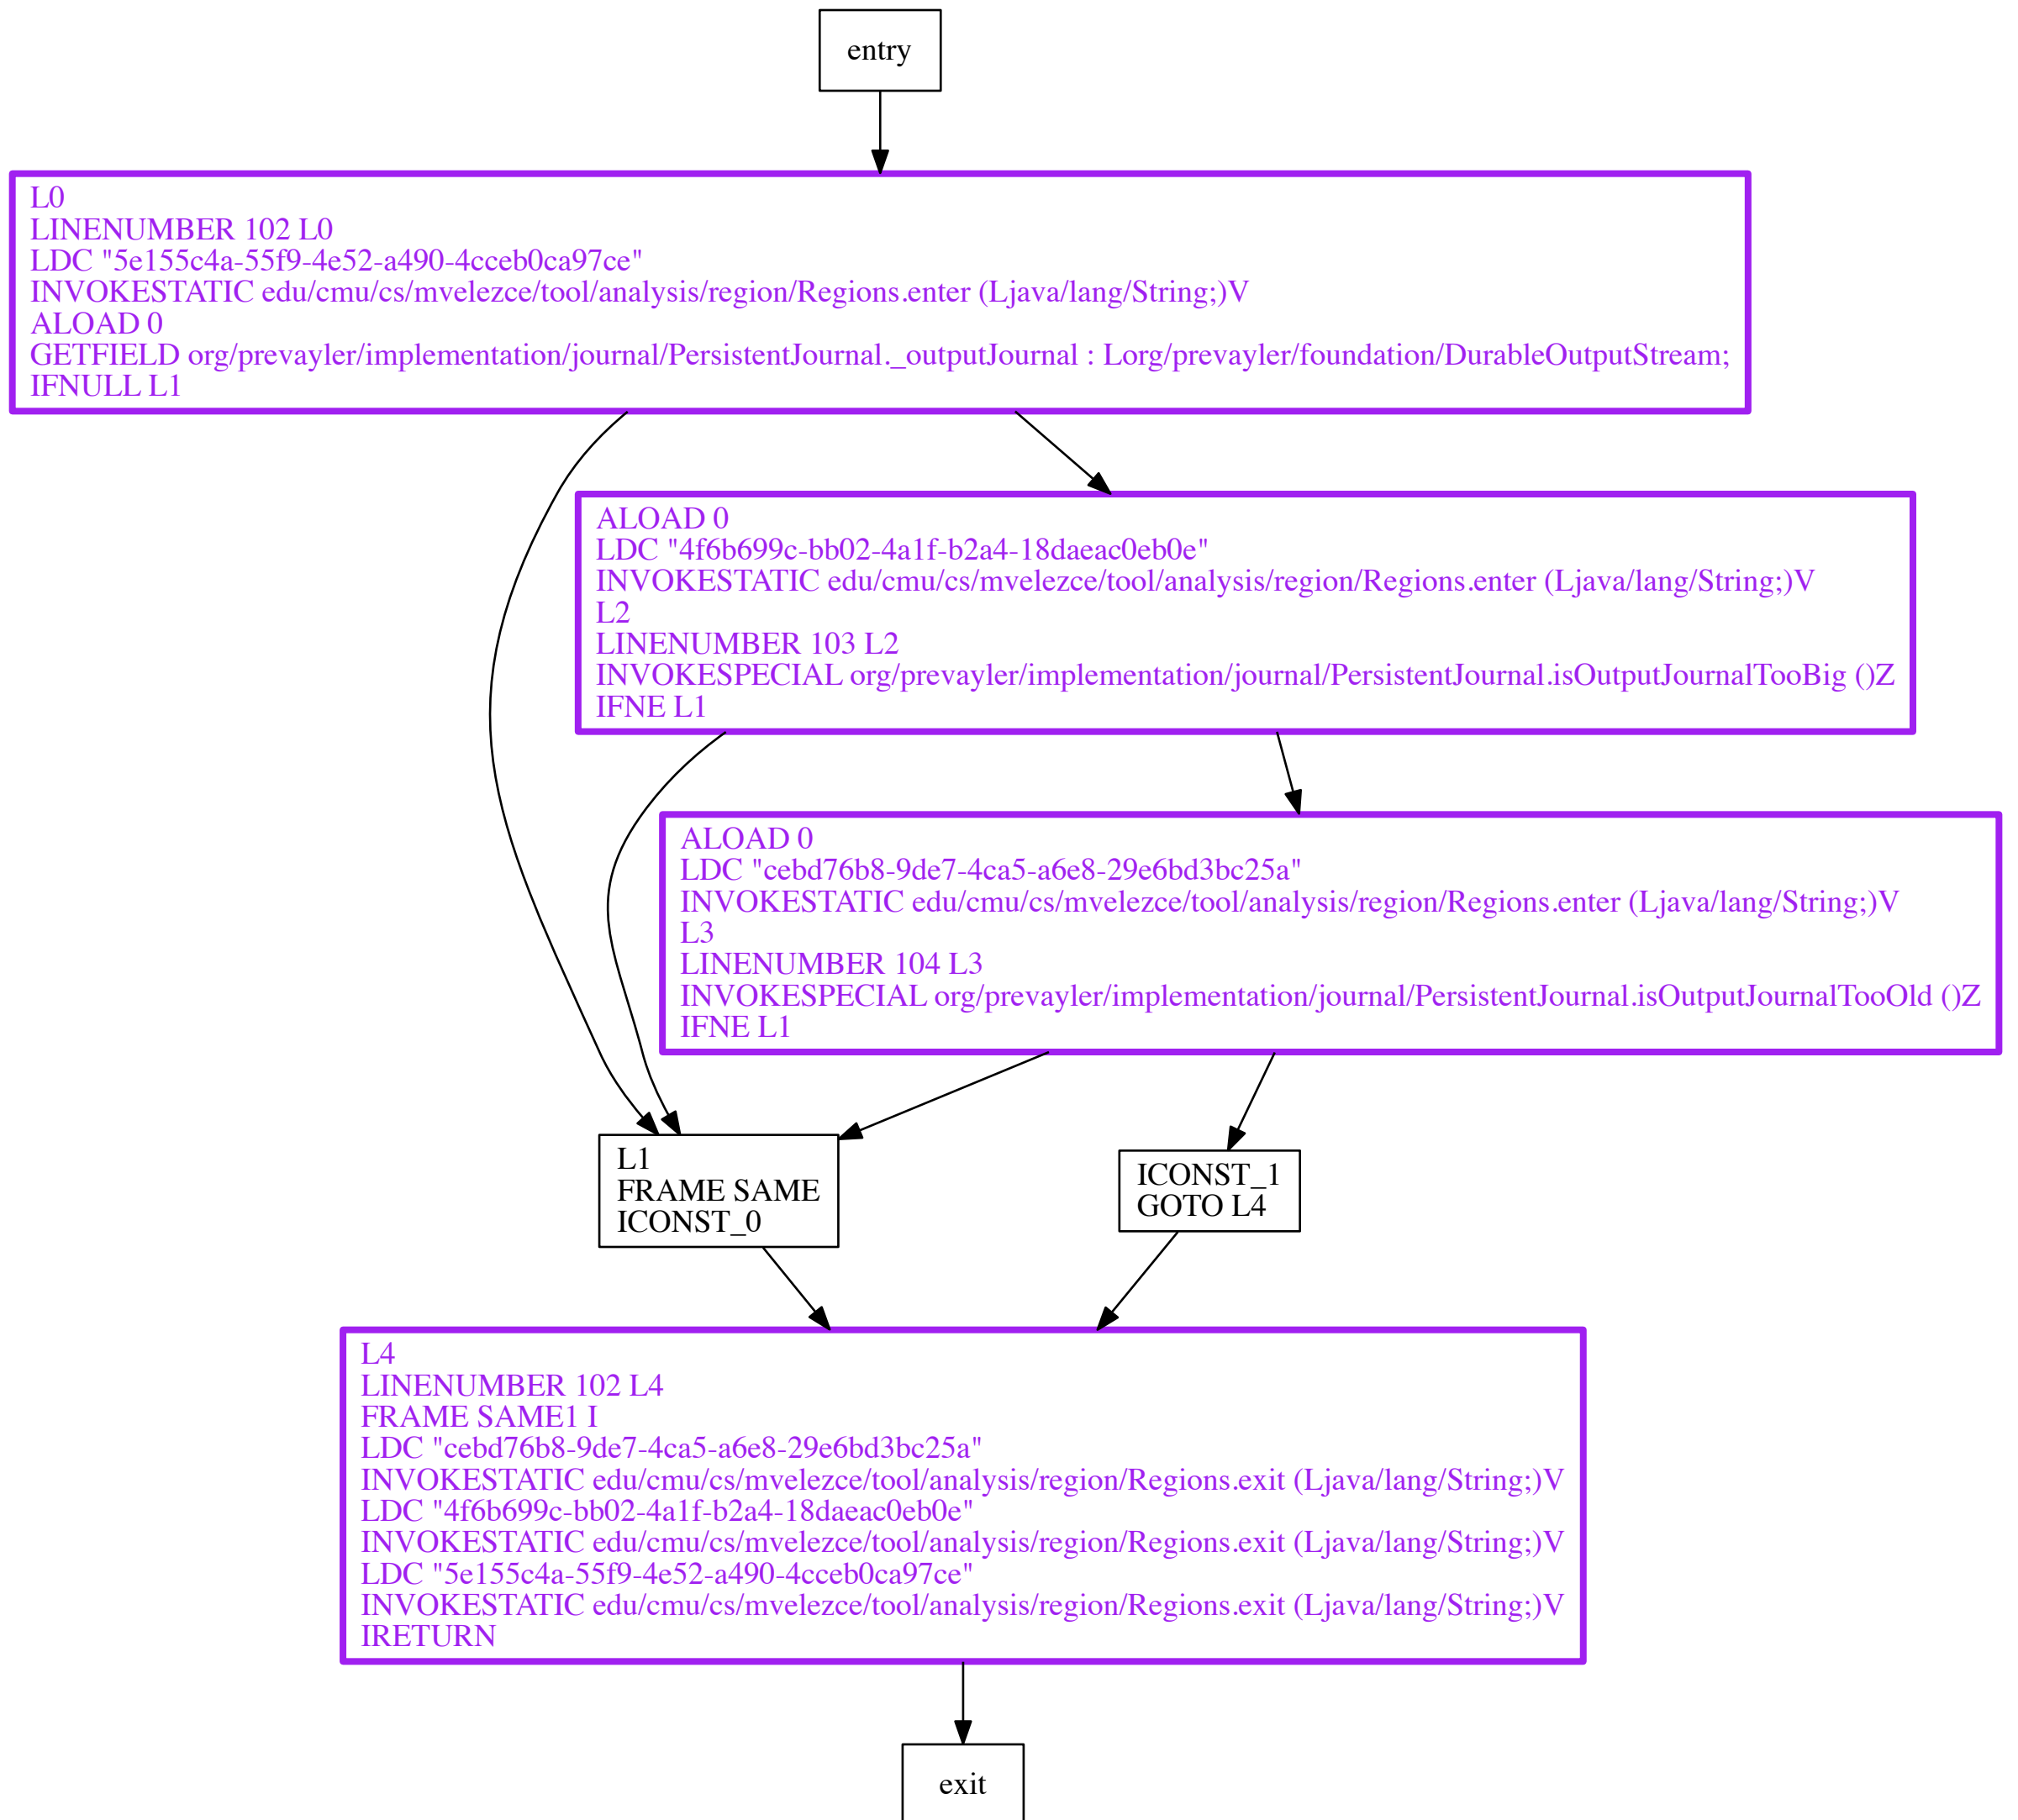 entry
L0
LINENUMBER 102 L0
LDC "5e155c4a-55f9-4e52-a490-4cceb0ca97ce"
INVOKESTATIC edu/cmu/cs/mvelezce/tool/analysis/region/Regions.enter (Ljava/lang/String;)V
ALOAD 0
GETFIELD org/prevayler/implementation/journal/PersistentJournal._outputJournal : Lorg/prevayler/foundation/DurableOutputStream;
IFNULL L1
ALOAD 0
LDC "4f6b699c-bb02-4a1f-b2a4-18daeac0eb0e"
INVOKESTATIC edu/cmu/cs/mvelezce/tool/analysis/region/Regions.enter (Ljava/lang/String;)V
L2
LINENUMBER 103 L2
INVOKESPECIAL org/prevayler/implementation/journal/PersistentJournal.isOutputJournalTooBig ()Z
IFNE L1
ALOAD 0
LDC "cebd76b8-9de7-4ca5-a6e8-29e6bd3bc25a"
INVOKESTATIC edu/cmu/cs/mvelezce/tool/analysis/region/Regions.enter (Ljava/lang/String;)V
L3
LINENUMBER 104 L3
INVOKESPECIAL org/prevayler/implementation/journal/PersistentJournal.isOutputJournalTooOld ()Z
IFNE L1
L1
FRAME SAME
ICONST_0
ICONST_1
GOTO L4
L4
LINENUMBER 102 L4
FRAME SAME1 I
LDC "cebd76b8-9de7-4ca5-a6e8-29e6bd3bc25a"
INVOKESTATIC edu/cmu/cs/mvelezce/tool/analysis/region/Regions.exit (Ljava/lang/String;)V
LDC "4f6b699c-bb02-4a1f-b2a4-18daeac0eb0e"
INVOKESTATIC edu/cmu/cs/mvelezce/tool/analysis/region/Regions.exit (Ljava/lang/String;)V
LDC "5e155c4a-55f9-4e52-a490-4cceb0ca97ce"
INVOKESTATIC edu/cmu/cs/mvelezce/tool/analysis/region/Regions.exit (Ljava/lang/String;)V
IRETURN
exit